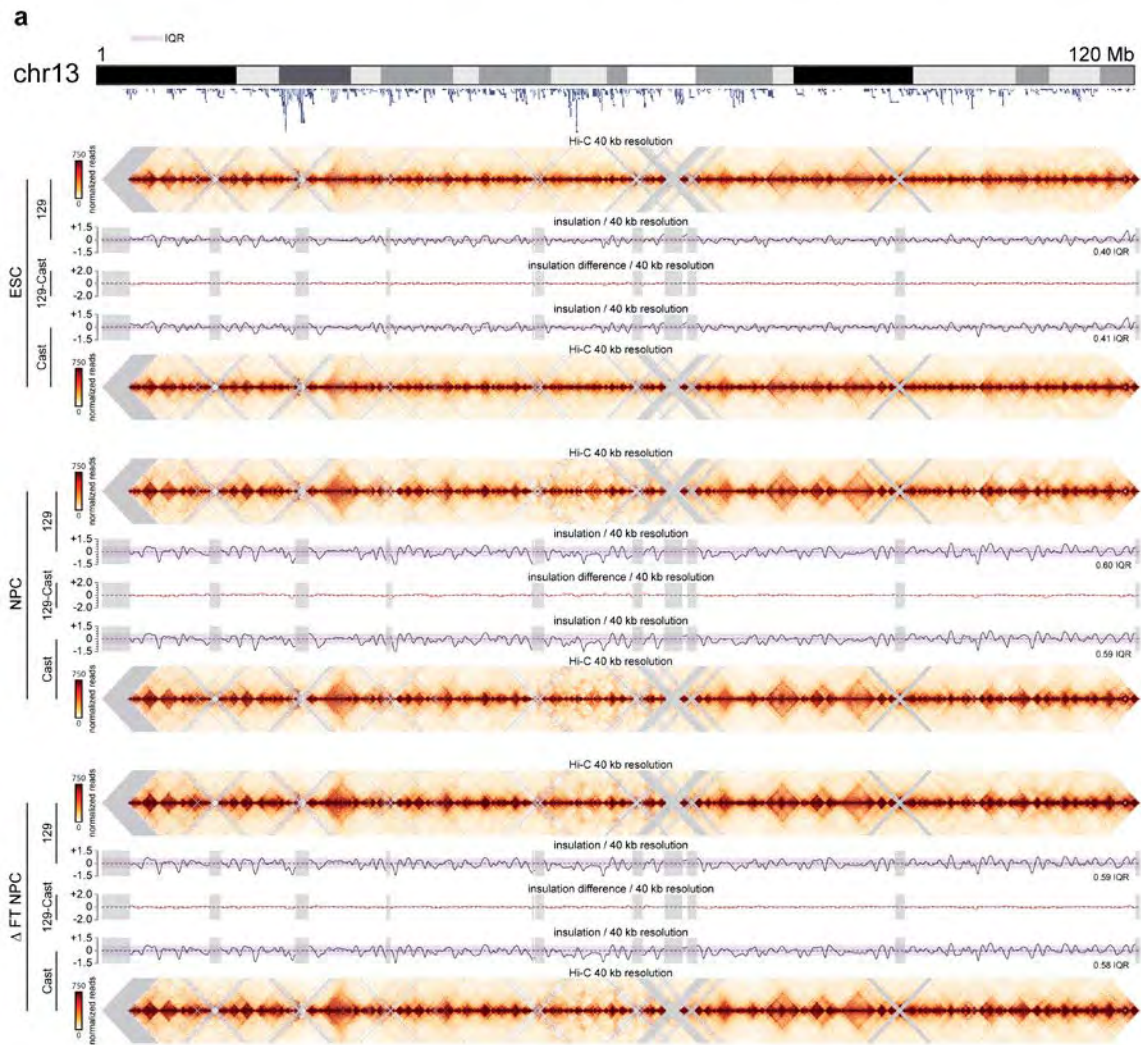 a
IQR
1
120 Mb
chr13
Hi-C 40 kb resolution
750
0
normalized reads
129
insulation / 40 kb resolution
+1.5
0
-1.5
0.40 IQR
insulation difference / 40 kb resolution
ESC
129-Cast
+2.0
0
-2.0
insulation / 40 kb resolution
+1.5
0
-1.5
0.41 IQR
Cast
Hi-C 40 kb resolution
750
0
normalized reads
Hi-C 40 kb resolution
750
0
normalized reads
129
insulation / 40 kb resolution
+1.5
0
-1.5
0.60 IQR
insulation difference / 40 kb resolution
NPC
129-Cast
+2.0
0
-2.0
insulation / 40 kb resolution
+1.5
0
-1.5
0.59 IQR
Cast
Hi-C 40 kb resolution
750
0
normalized reads
Hi-C 40 kb resolution
750
0
normalized reads
129
insulation / 40 kb resolution
+1.5
0
-1.5
0.59 IQR
insulation difference / 40 kb resolution
Δ FT NPC
129-Cast
+2.0
0
-2.0
insulation / 40 kb resolution
+1.5
0
-1.5
0.58 IQR
Cast
Hi-C 40 kb resolution
750
0
normalized reads